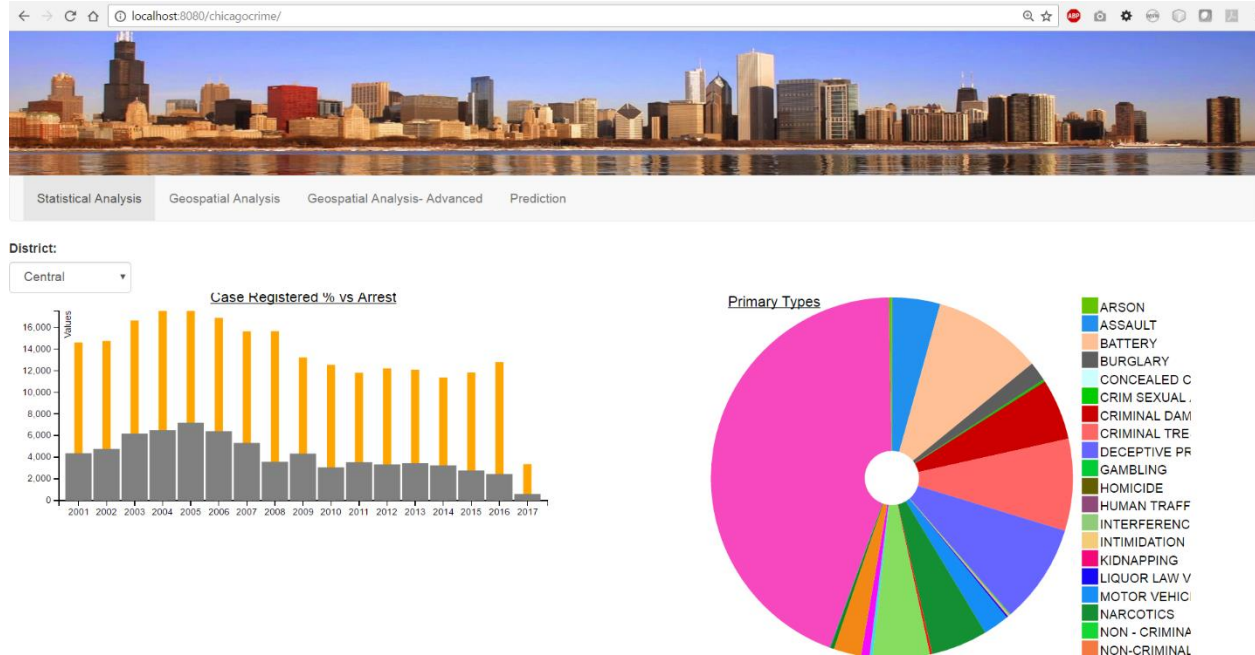 localhost:8080/chicagocrime/
ABP
Statistical Analysis
Geospatial Analysis
Geospatial Analysis- Advanced
Prediction
District:
Central
Case Registered % vs Arrest
Values
16,000
14,000
12,000
10,000
8,000
6,000
4,000
2,000
0
2001 2002 2003 2004 2005 2006 2007 2008 2009 2010 2011 2012 2013 2014 2015 2016 2017
Primary Types
ARSON
ASSAULT
BATTERY
BURGLARY
CONCEALED C
CRIM SEXUAL
CRIMINAL DAM
CRIMINAL TRE
DECEPTIVE PR
GAMBLING
HOMICIDE
HUMAN TRAFF
INTERFERENC
INTIMIDATION
KIDNAPPING
LIQUOR LAW V
MOTOR VEHIC
NARCOTICS
NON - CRIMINA
NON-CRIMINAL